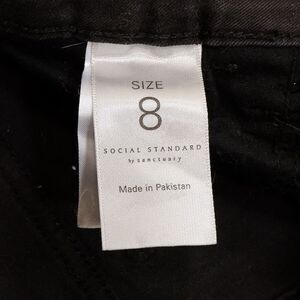 SIZE
8
SOCIAL STANDARD
by sanctuary
Made in Pakistan